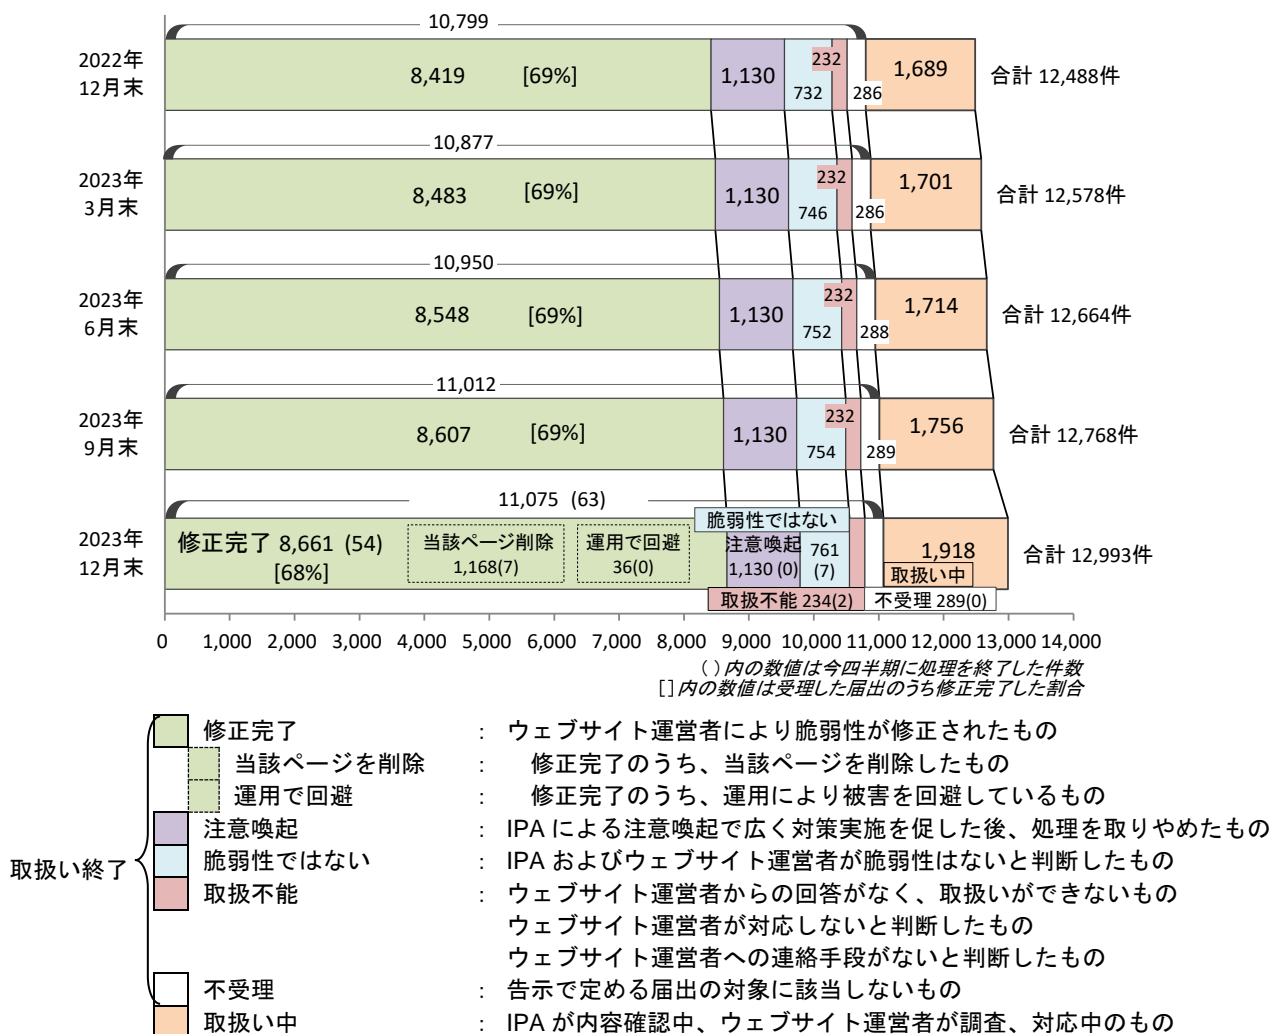 10,799
2022年
12月末
8,419 [69%] 1,130 732 232 286 1,689 合計 12,488件
10,877
2023年
3月末
8,483 [69%] 1,130 746 232 286 1,701 合計 12,578件
10,950
2023年
6月末
8,548 [69%] 1,130 752 232 288 1,714 合計 12,664件
11,012
2023年
9月末
8,607 [69%] 1,130 754 232 289 1,756 合計 12,768件
11,075 (63)
2023年
12月末
修正完了 8,661 (54)
[68%]
当該ページ削除
1,168(7)
運用で回避
36(0)
脆弱性ではない
注意喚起
1,130 (0)
761
(7)
1,918
取扱い中
合計 12,993件
取扱不能 234(2) 不受理 289(0)
0 1,000 2,000 3,000 4,000 5,000 6,000 7,000 8,000 9,000 10,000 11,000 12,000 13,000 14,000
( )内の数値は今四半期に処理を終了した件数
[ ]内の数値は受理した届出のうち修正完了した割合
取扱い終了
修正完了 : ウェブサイト運営者により脆弱性が修正されたもの
当該ページを削除 : 修正完了のうち、当該ページを削除したもの
運用で回避 : 修正完了のうち、運用により被害を回避しているもの
注意喚起 : IPA による注意喚起で広く対策実施を促した後、処理を取りやめたもの
脆弱性ではない : IPA およびウェブサイト運営者が脆弱性はないと判断したもの
取扱不能 : ウェブサイト運営者からの回答がなく、取扱いができないもの
ウェブサイト運営者が対応しないと判断したもの
ウェブサイト運営者への連絡手段がないと判断したもの
不受理 : 告示で定める届出の対象に該当しないもの
取扱い中 : IPA が内容確認中、ウェブサイト運営者が調査、対応中のもの